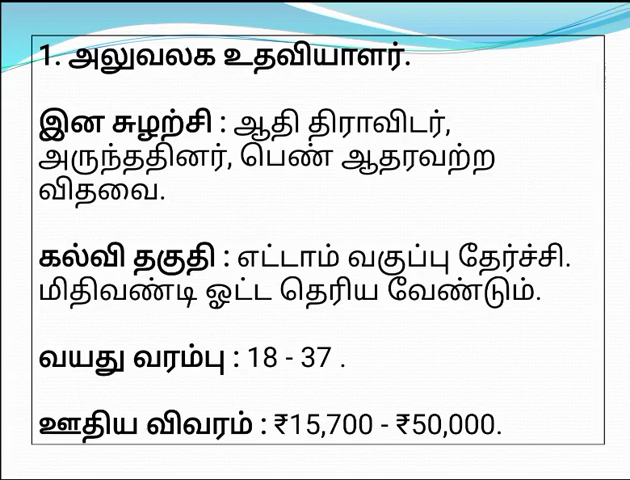 1. அலுவலக உதவியாளர்.
இன சுழற்சி : ஆதி திராவிடர்,
அருந்ததினர், பெண் ஆதரவற்ற
விதவை.
கல்வி தகுதி : எட்டாம் வகுப்பு தேர்ச்சி.
மிதிவண்டி ஓட்ட தெரிய வேண்டும்.
வயது வரம்பு : 18 - 37 .
ஊதிய விவரம் : ₹15,700 - ₹50,000.